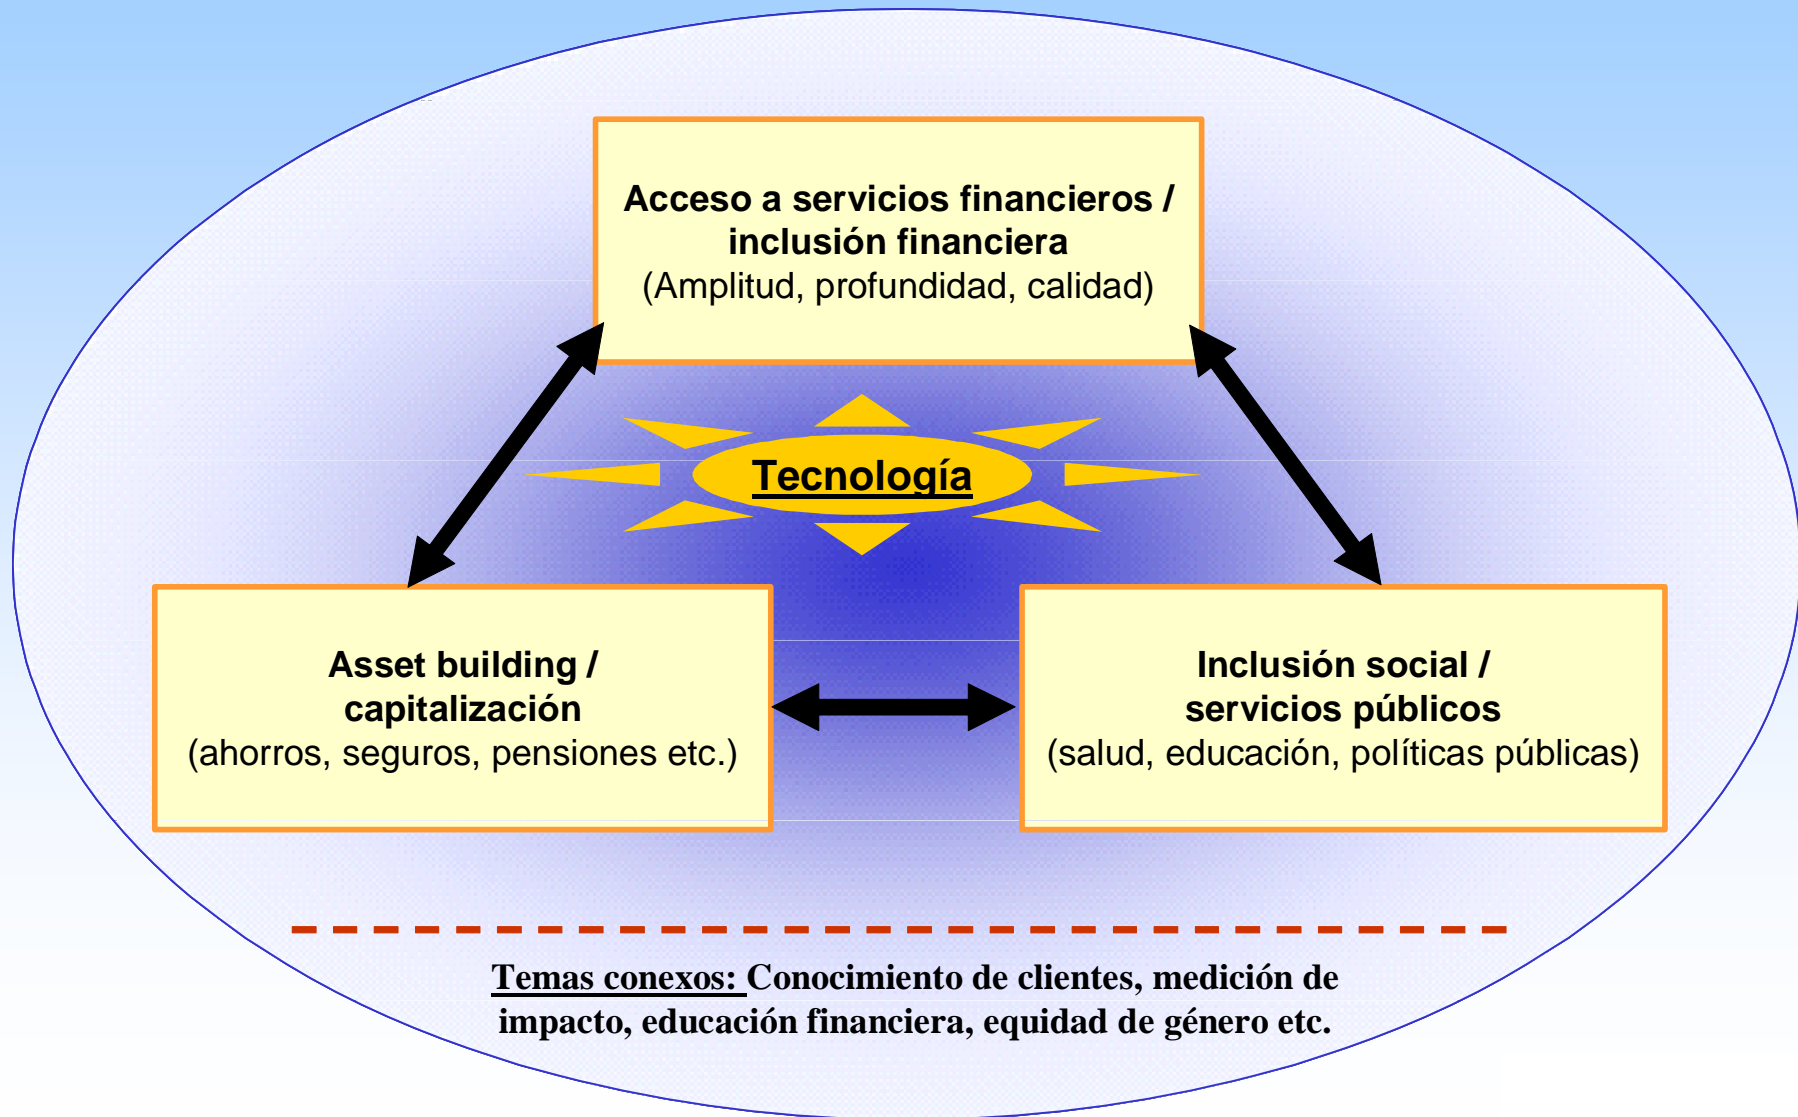 Acceso a servicios financieros /
inclusión financiera
(Amplitud, profundidad, calidad)
Tecnología
Asset building /
capitalización
(ahorros, seguros, pensiones etc.)
Inclusión social /
servicios públicos
(salud, educación, políticas públicas)
Temas conexos: Conocimiento de clientes, medición de
impacto, educación financiera, equidad de género etc.